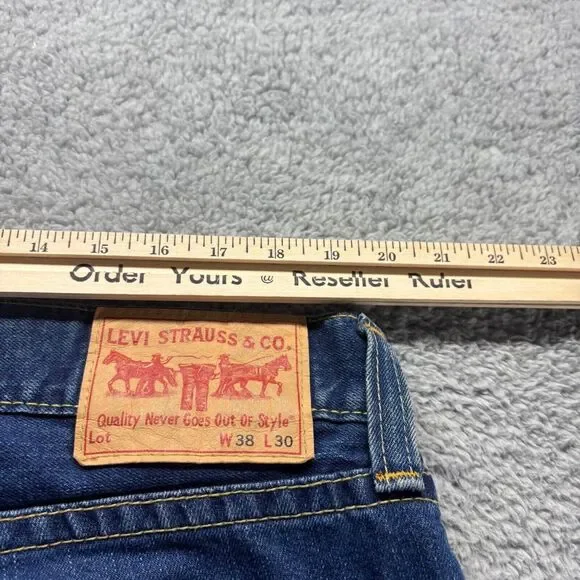 14 15 16 17 18 19 20 21 22 23
Order Yours @ Reseller Ruler
LEVI STRAUSS & CO.
Quality Never Goes Out Of Style®
Lot W38 L30